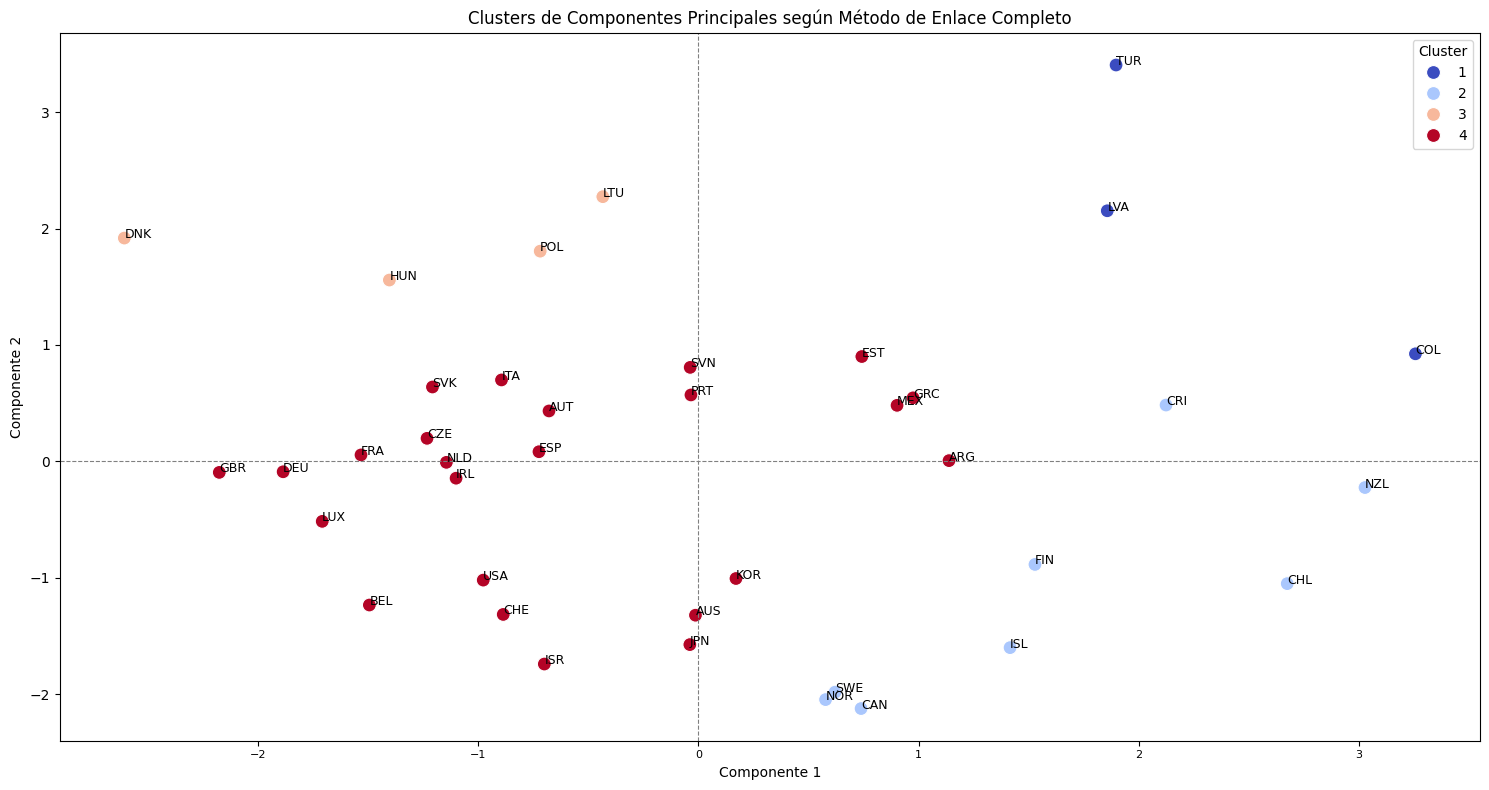 Clusters de Componentes Principales según Método de Enlace Completo
Cluster
1
2
3
4
TUR
LTU
LVA
DNK
POL
HUN
COL
SVN
EST
ITA
SVK
PRT
GRC
MEX
CRI
AUT
CZE
ESP
FRA
NLD
ARG
GBR
DEU
IRL
NZL
LUX
FIN
USA
KOR
CHL
BEL
CHE
AUS
JPN
ISL
ISR
SWE
NOR
CAN
3
2
1
0
−1
−2
Componente 2
−2
−1
0
1
2
3
Componente 1